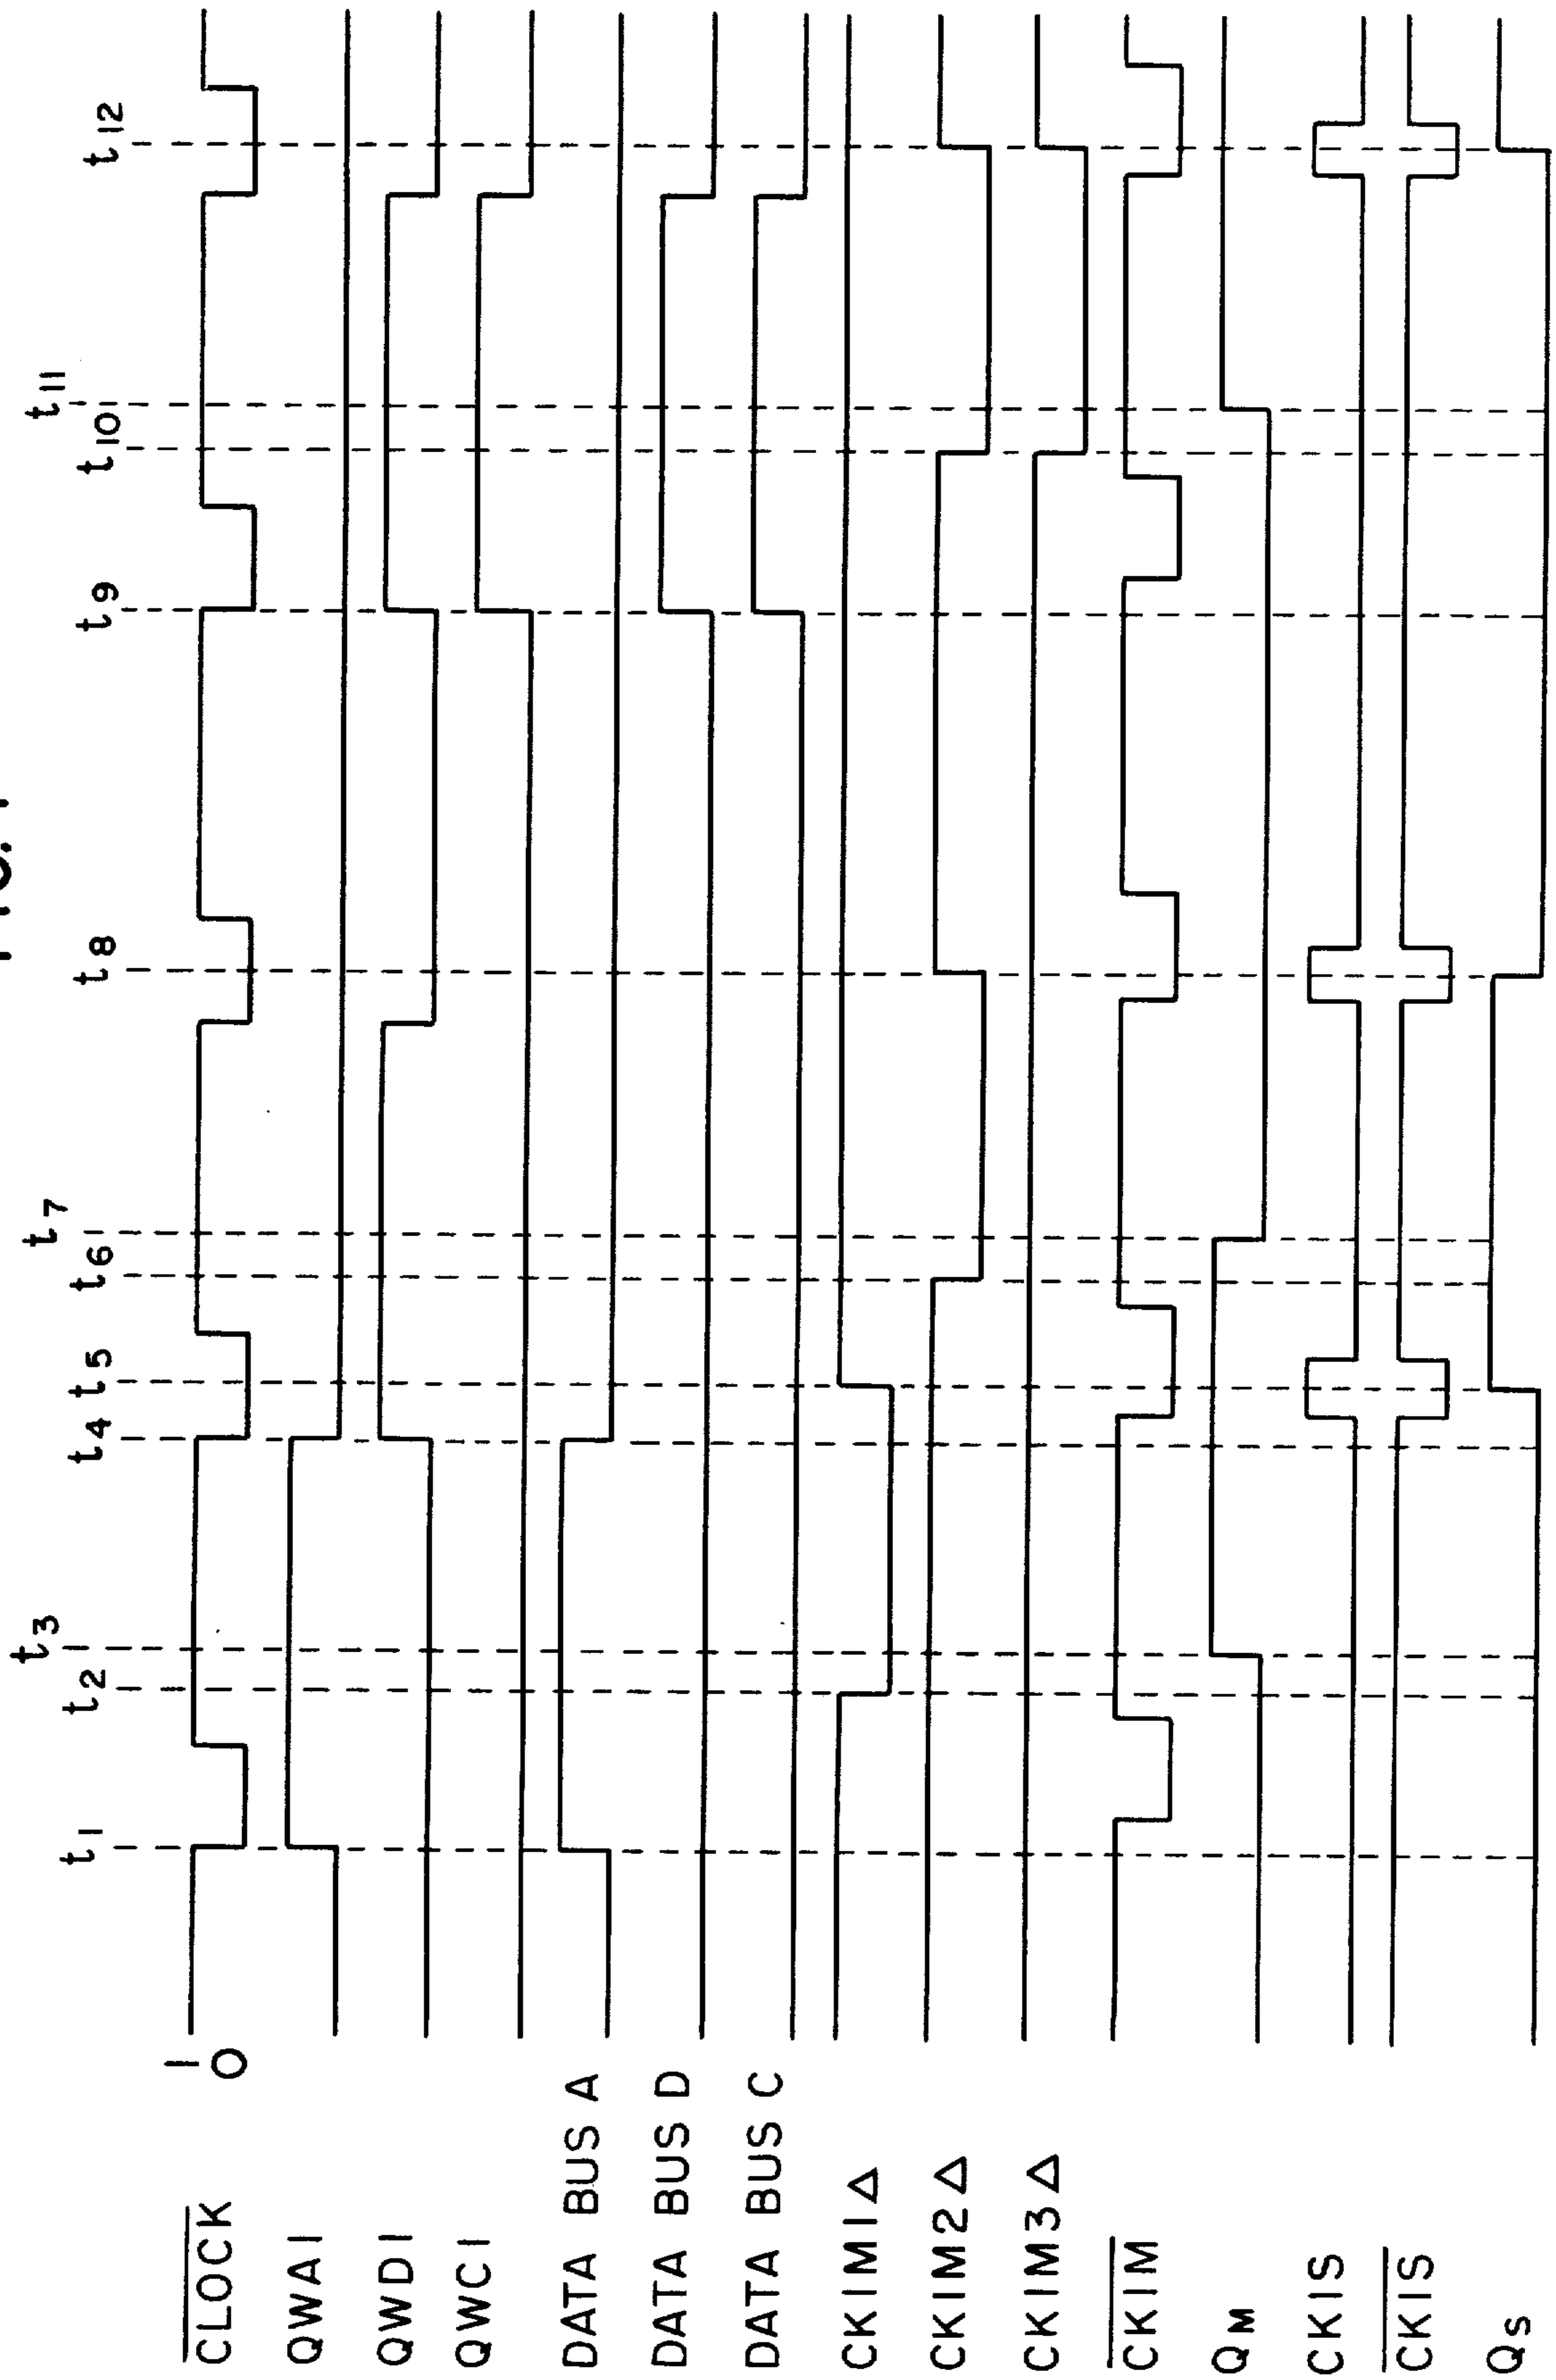 FIG.
t1 t2 t3 t4 t5 t6 t7 t8 t9 t10 t11 t12
1
0
CLOCK
QWA1
QWD1
QWC1
DATA BUS A
DATA BUS D
DATA BUS C
CK1M1Δ
CK1M2Δ
CK1M3Δ
CK1M
QM
CK1S
CK1S
QS